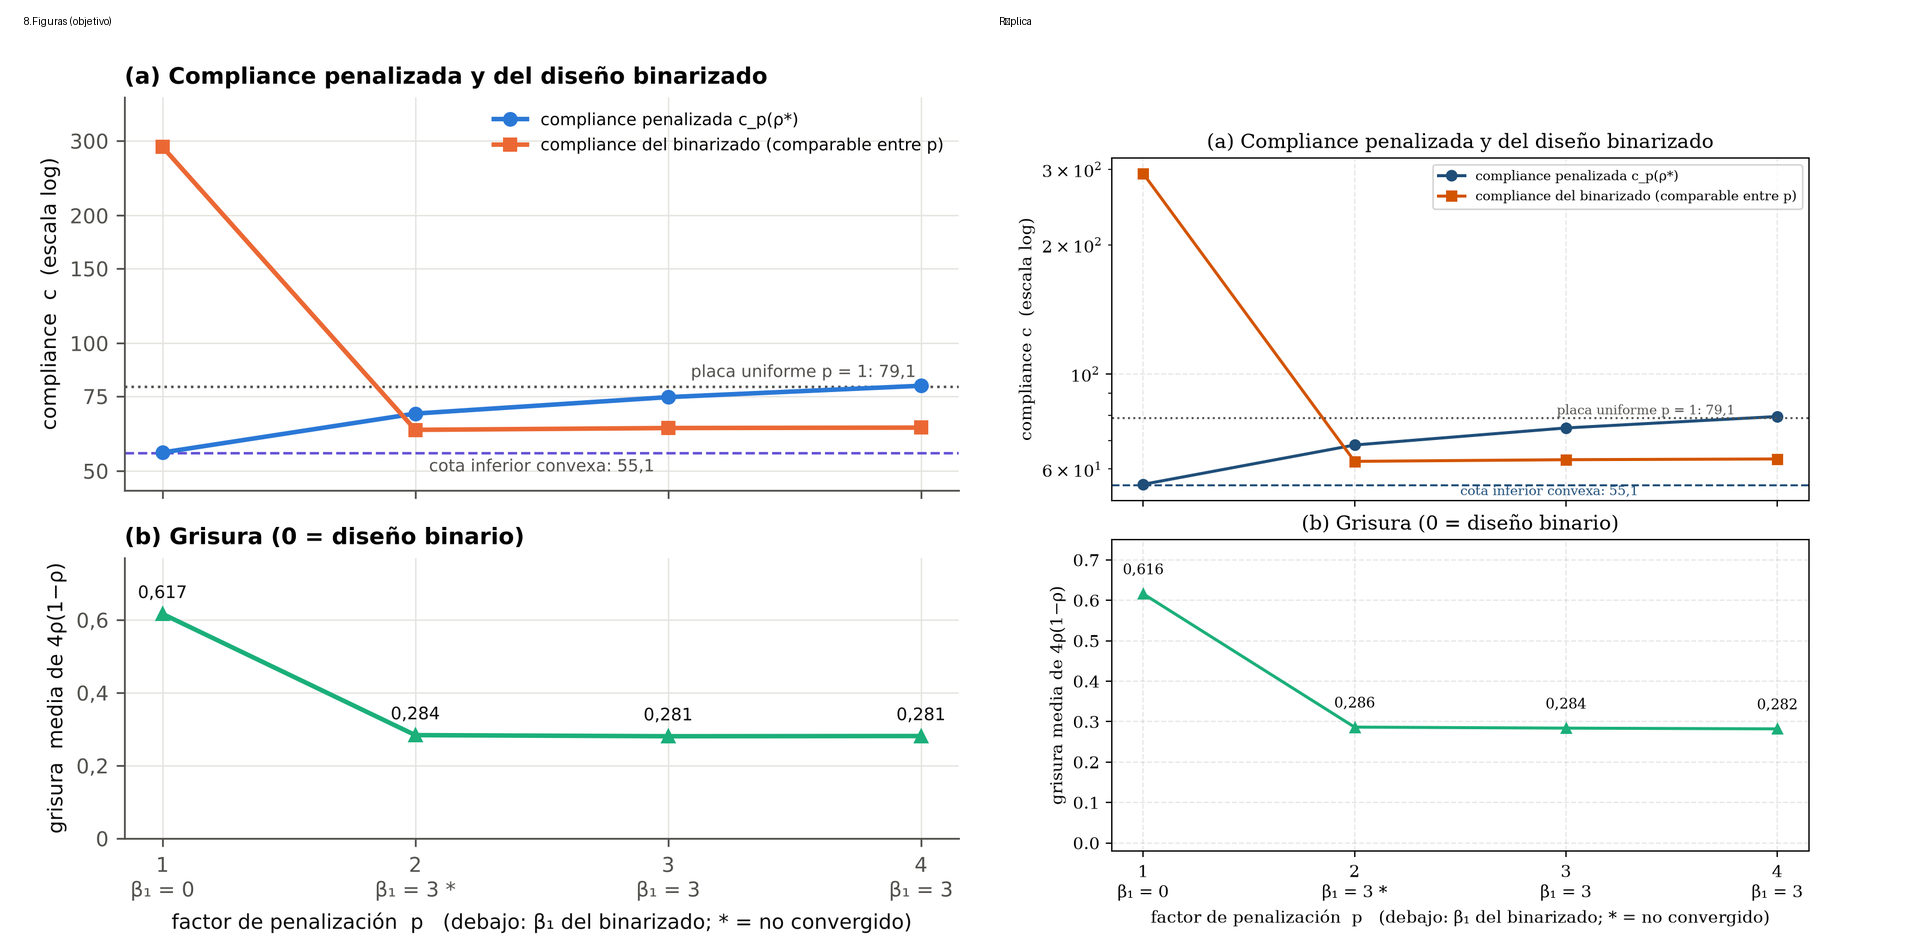 8.Figuras (objetivo)
(a) Compliance penalizada y del diseño binarizado
compliance penalizada c_p(ρ*)
compliance del binarizado (comparable entre p)
compliance c (escala log)
300
200
150
100
75
50
placa uniforme p = 1: 79,1
cota inferior convexa: 55,1
(b) Grisura (0 = diseño binario)
grisura media de 4ρ(1−ρ)
0,6
0,4
0,2
0
0,617
0,284
0,281
0,281
1
2
3
4
β₁ = 0
β₁ = 3 *
β₁ = 3
β₁ = 3
factor de penalización p (debajo: β₁ del binarizado; * = no convergido)
(a) Compliance penalizada y del diseño binarizado
compliance penalizada c_p(ρ*)
compliance del binarizado (comparable entre p)
compliance c (escala log)
3 × 10²
2 × 10²
10²
6 × 10¹
placa uniforme p = 1: 79,1
cota inferior convexa: 55,1
(b) Grisura (0 = diseño binario)
grisura media de 4ρ(1−ρ)
0.7
0.6
0.5
0.4
0.3
0.2
0.1
0.0
0,616
0,286
0,284
0,282
1
2
3
4
β₁ = 0
β₁ = 3 *
β₁ = 3
β₁ = 3
factor de penalización p (debajo: β₁ del binarizado; * = no convergido)